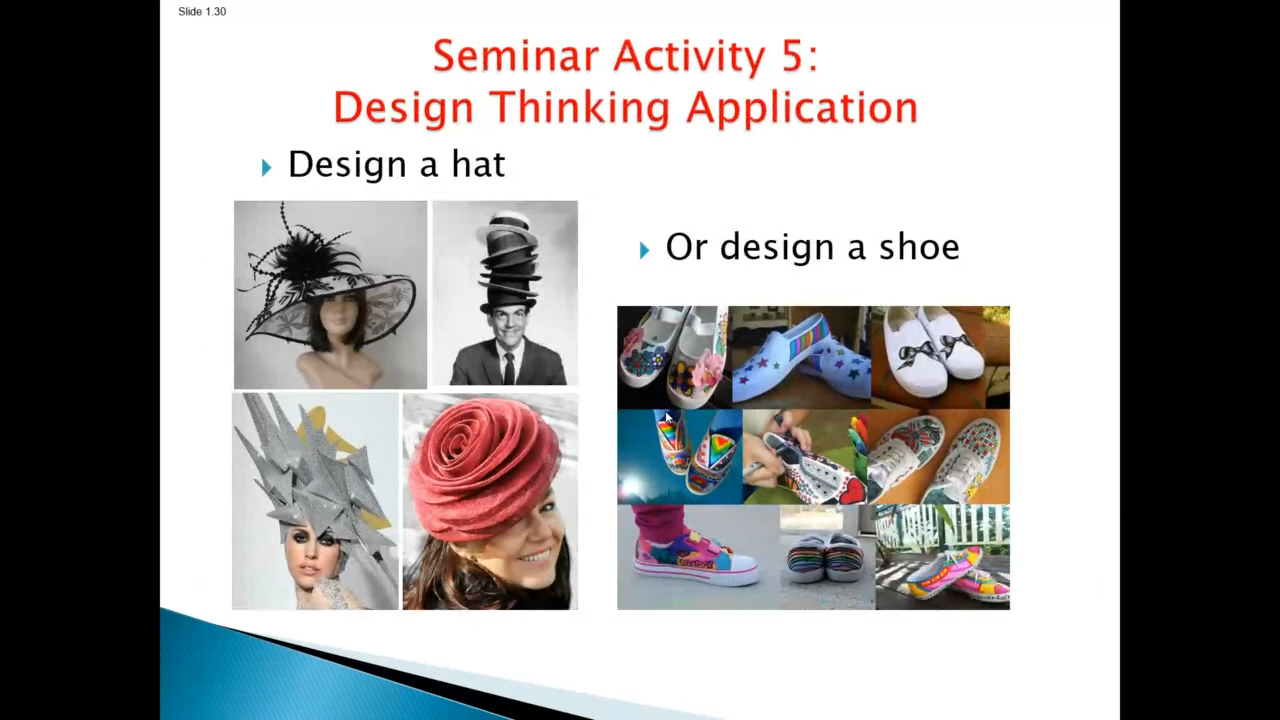 Slide 1.30
Seminar Activity 5:
Design Thinking Application
Design a hat
Or design a shoe